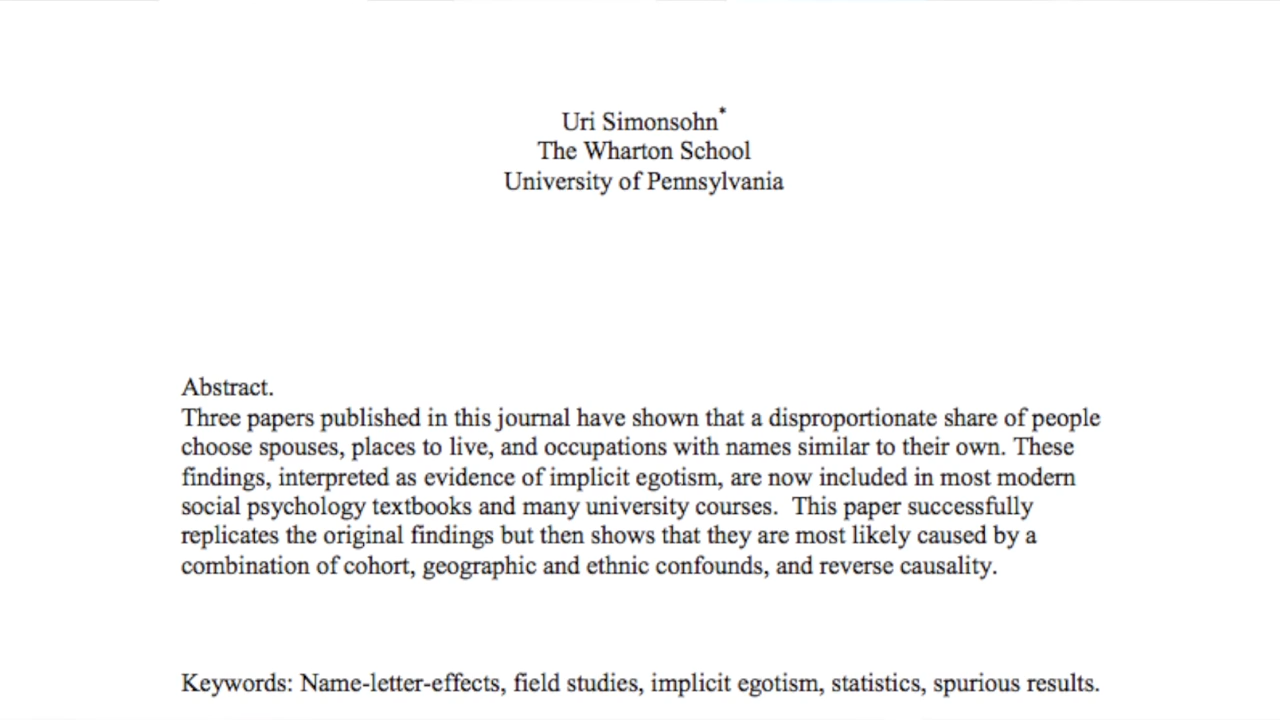 Uri Simonsohn*
The Wharton School
University of Pennsylvania
Abstract.
Three papers published in this journal have shown that a disproportionate share of people
choose spouses, places to live, and occupations with names similar to their own. These
findings, interpreted as evidence of implicit egotism, are now included in most modern
social psychology textbooks and many university courses.  This paper successfully
replicates the original findings but then shows that they are most likely caused by a
combination of cohort, geographic and ethnic confounds, and reverse causality.
Keywords: Name-letter-effects, field studies, implicit egotism, statistics, spurious results.